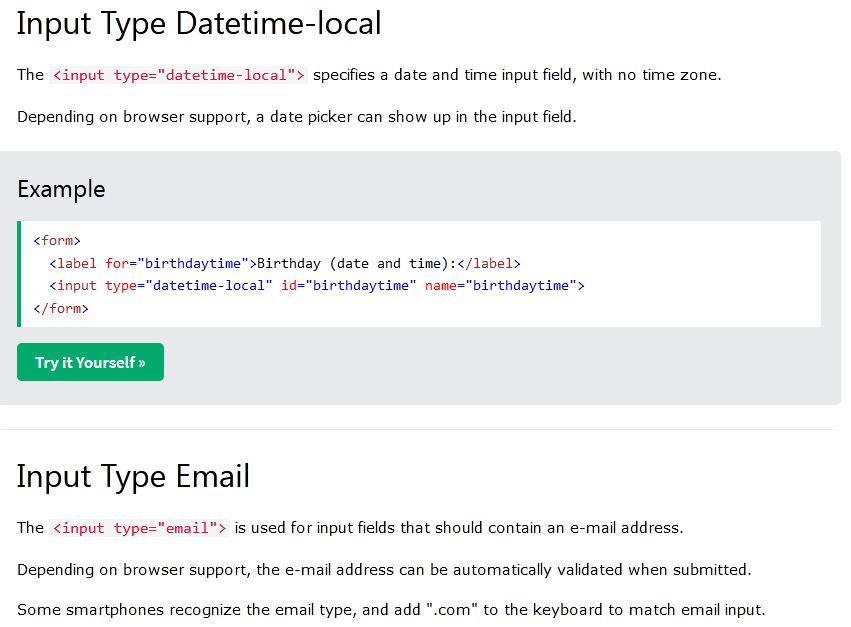 Input Type Datetime-local
The <input type="datetime-local"> specifies a date and time input field, with no time zone.
Depending on browser support, a date picker can show up in the input field.
Example
<form>
  <label for="birthdaytime">Birthday (date and time):</label>
  <input type="datetime-local" id="birthdaytime" name="birthdaytime">
</form>
Try it Yourself »
Input Type Email
The <input type="email"> is used for input fields that should contain an e-mail address.
Depending on browser support, the e-mail address can be automatically validated when submitted.
Some smartphones recognize the email type, and add ".com" to the keyboard to match email input.